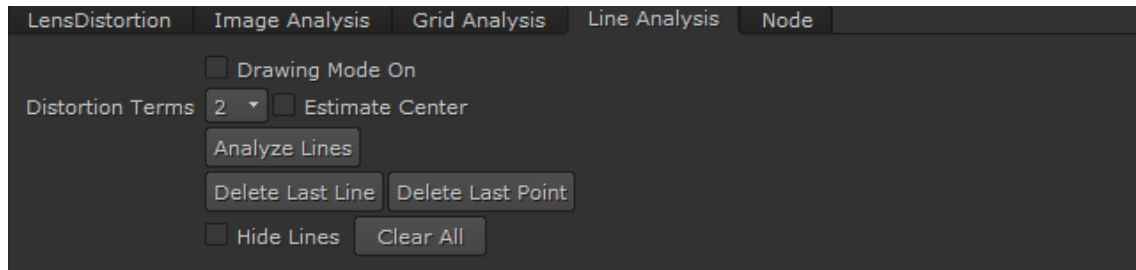 LensDistortion Image Analysis Grid Analysis Line Analysis Node
Drawing Mode On
Distortion Terms 2 Estimate Center
Analyze Lines
Delete Last Line Delete Last Point
Hide Lines Clear All